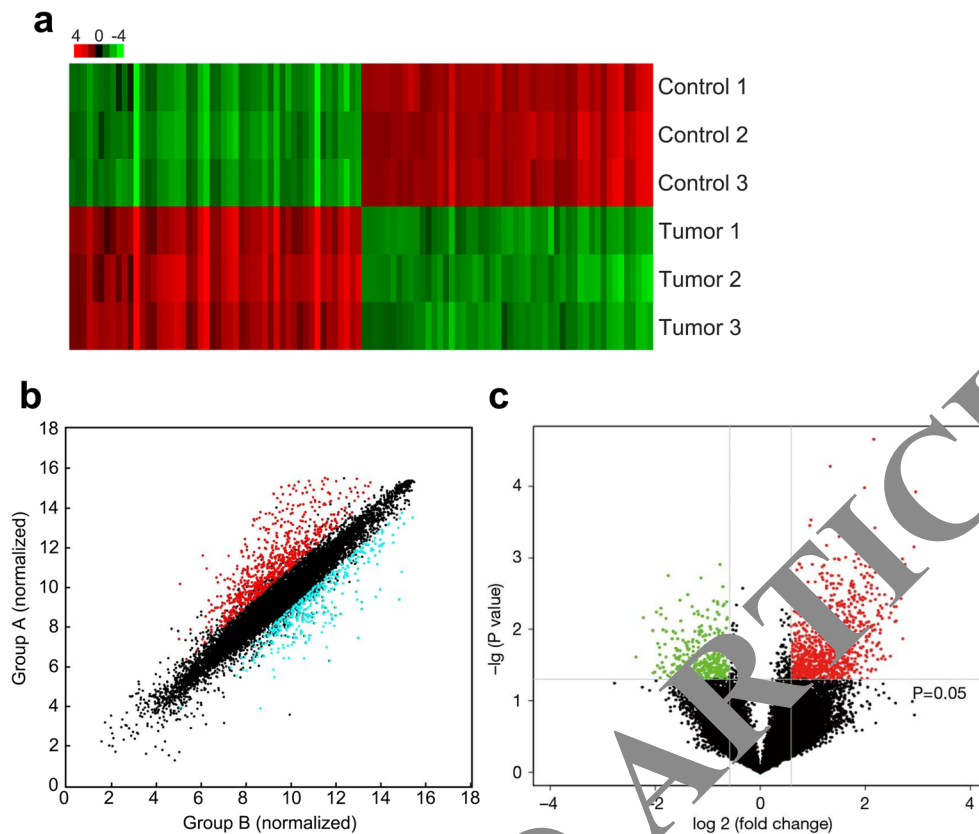 a
4 0 -4
Control 1
Control 2
Control 3
Tumor 1
Tumor 2
Tumor 3
b
18
16
14
12
10
8
6
4
2
0
0 2 4 6 8 10 12 14 16 18
Group A (normalized)
Group B (normalized)
c
4
3
2
1
0
−4 −2 0 2 4
−lg (P value)
P=0.05
log 2 (fold change)